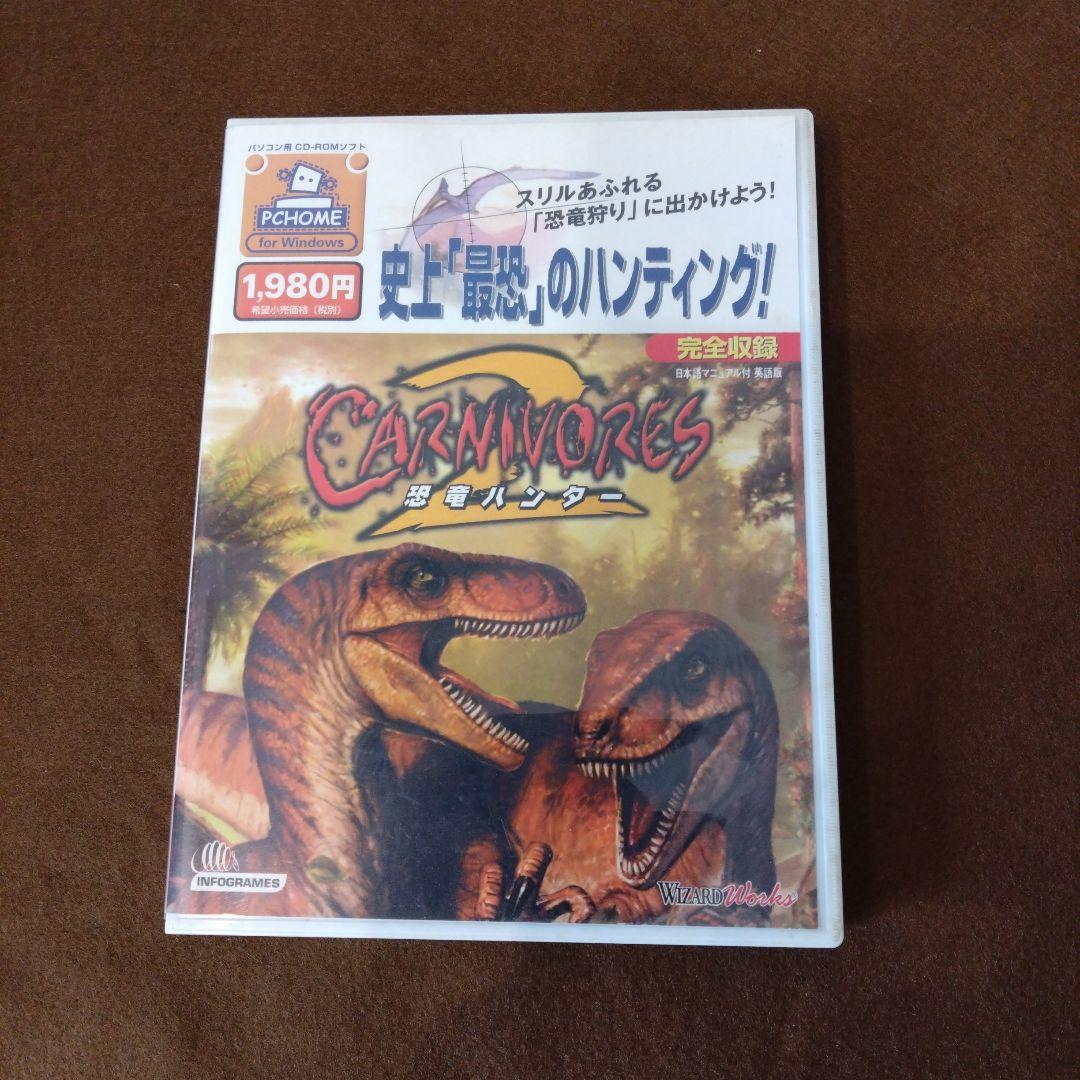 パソコン用 CD-ROMソフト
PCHOME
for Windows
1,980円
希望小売価格(税別)
スリルあふれる
「恐竜狩り」に出かけよう!
史上「最恐」のハンティング!
完全収録
日本語マニュアル付 英語版
CARNIVORES 2
恐竜ハンター
INFOGRAMES
WIZARDWorks